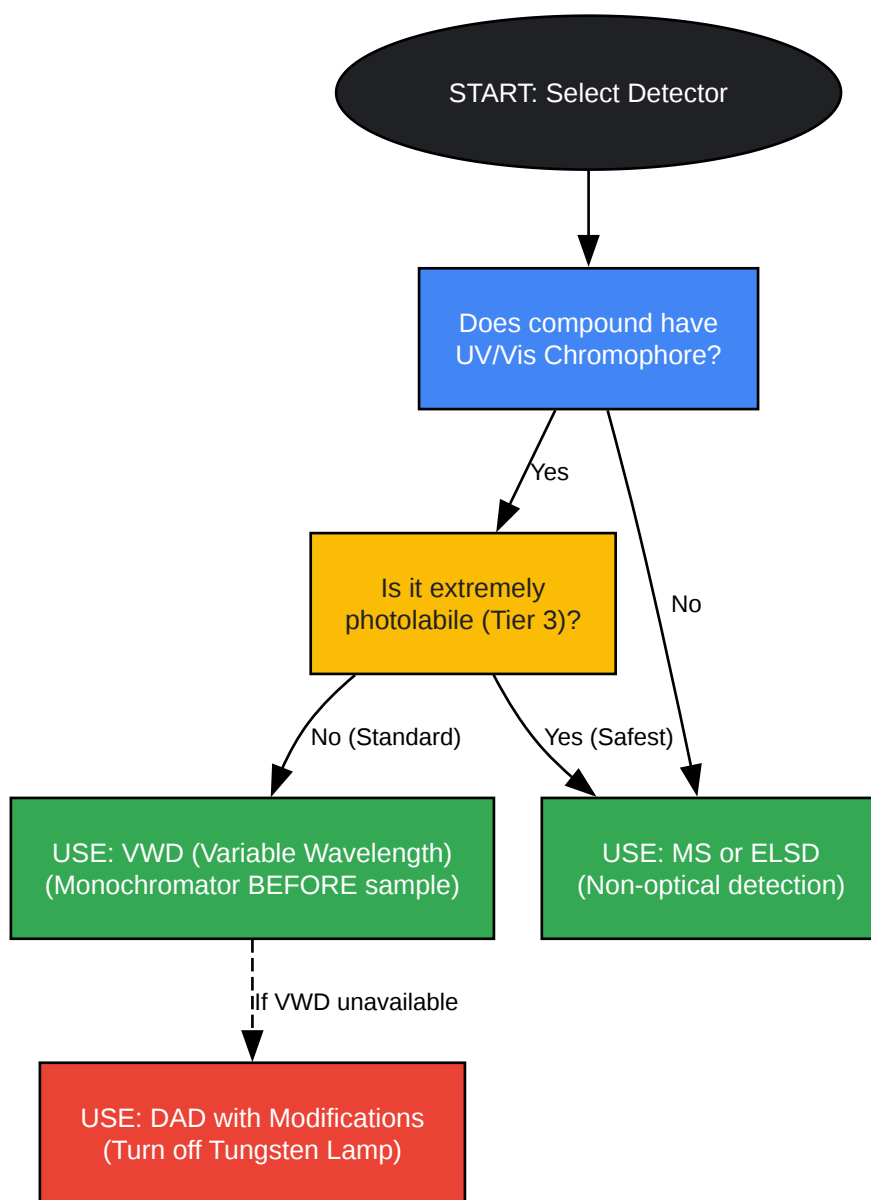 START: Select Detector
Does compound have
UV/Vis Chromophore?
Yes
No
Is it extremely
photolabile (Tier 3)?
No (Standard)
Yes (Safest)
USE: VWD (Variable Wavelength)
(Monochromator BEFORE sample)
USE: MS or ELSD
(Non-optical detection)
If VWD unavailable
USE: DAD with Modifications
(Turn off Tungsten Lamp)